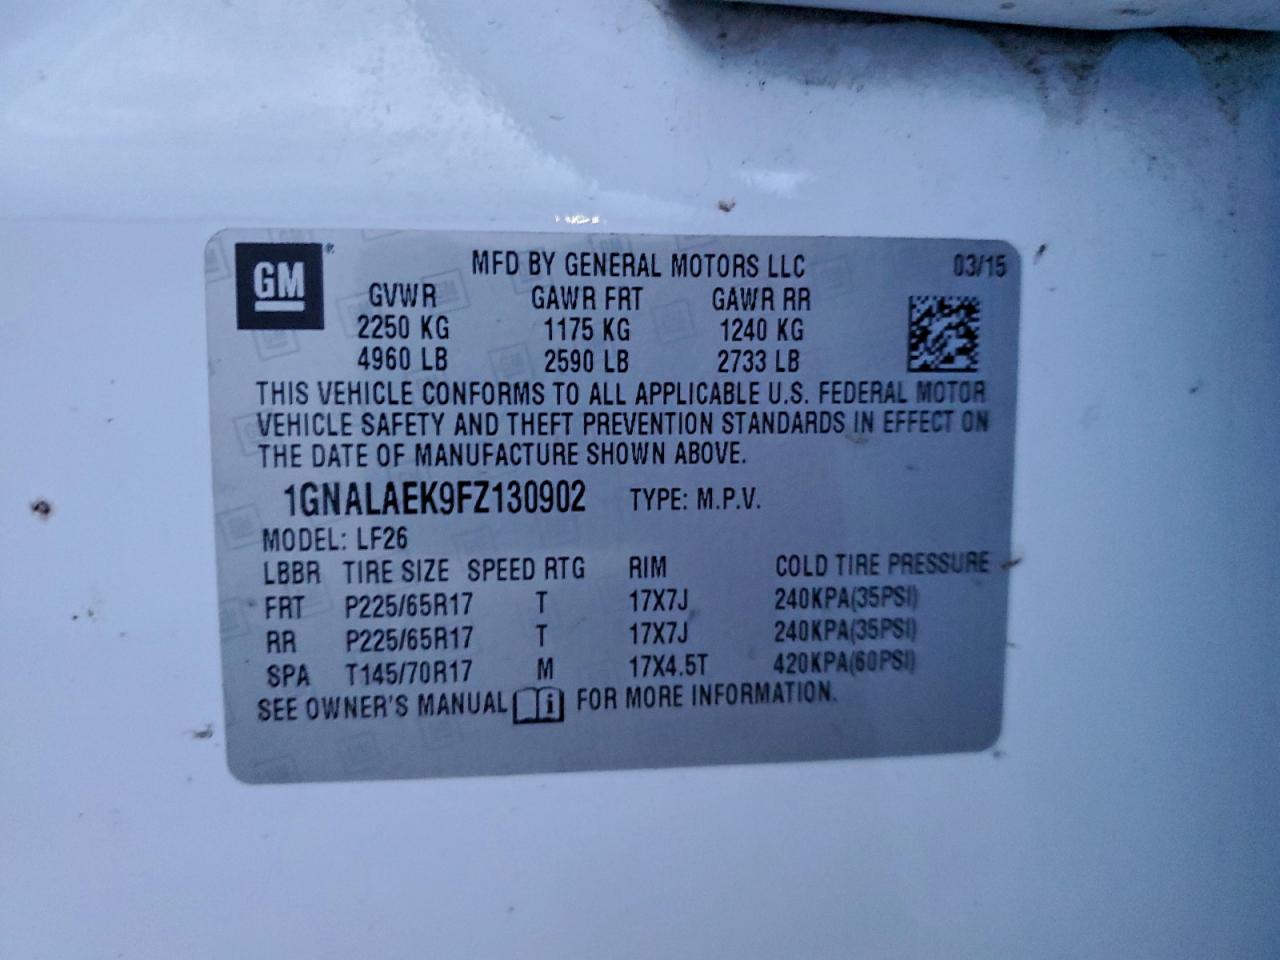 GM ® MFD BY GENERAL MOTORS LLC 03/15
GVWR GAWR FRT GAWR RR
2250 KG 1175 KG 1240 KG
4960 LB 2590 LB 2733 LB
THIS VEHICLE CONFORMS TO ALL APPLICABLE U.S. FEDERAL MOTOR
VEHICLE SAFETY AND THEFT PREVENTION STANDARDS IN EFFECT ON
THE DATE OF MANUFACTURE SHOWN ABOVE.
1GNALAEK9FZ130902 TYPE: M.P.V.
MODEL: LF26
LBBR TIRE SIZE SPEED RTG RIM COLD TIRE PRESSURE
FRT P225/65R17 T 17X7J 240KPA(35PSI)
RR P225/65R17 T 17X7J 240KPA(35PSI)
SPA T145/70R17 M 17X4.5T 420KPA(60PSI)
SEE OWNER'S MANUAL i FOR MORE INFORMATION.